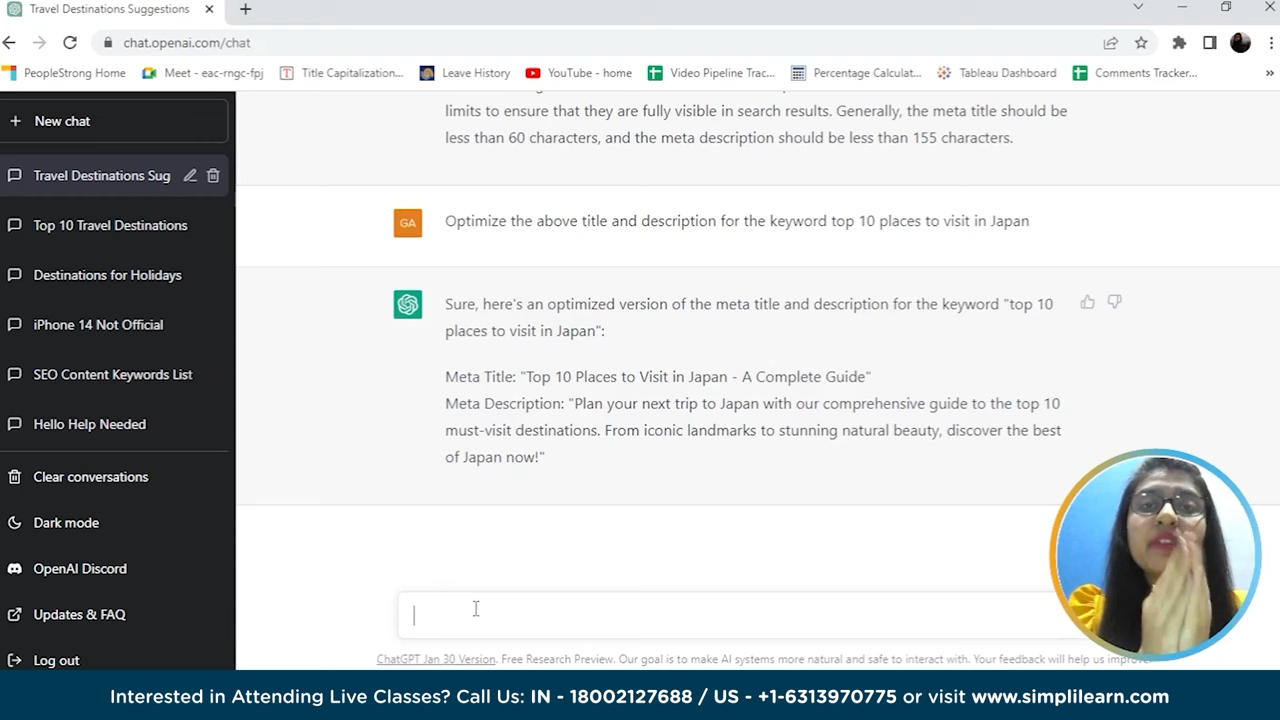 Travel Destinations Suggestions
chat.openai.com/chat
PeopleStrong Home
Meet - eac-rngc-fpj
Title Capitalization...
Leave History
YouTube - home
Video Pipeline Trac...
Percentage Calculat...
Tableau Dashboard
Comments Tracker...
New chat
Travel Destinations Sug
Top 10 Travel Destinations
Destinations for Holidays
iPhone 14 Not Official
SEO Content Keywords List
Hello Help Needed
Clear conversations
Dark mode
OpenAI Discord
Updates & FAQ
Log out
limits to ensure that they are fully visible in search results. Generally, the meta title should be
less than 60 characters, and the meta description should be less than 155 characters.
GA
Optimize the above title and description for the keyword top 10 places to visit in Japan
Sure, here's an optimized version of the meta title and description for the keyword "top 10
places to visit in Japan":
Meta Title: "Top 10 Places to Visit in Japan - A Complete Guide"
Meta Description: "Plan your next trip to Japan with our comprehensive guide to the top 10
must-visit destinations. From iconic landmarks to stunning natural beauty, discover the best
of Japan now!"
ChatGPT Jan 30 Version. Free Research Preview. Our goal is to make AI systems more natural and safe to interact with. Your feedback will help us improve.
Interested in Attending Live Classes? Call Us: IN - 18002127688 / US - +1-6313970775 or visit www.simplilearn.com